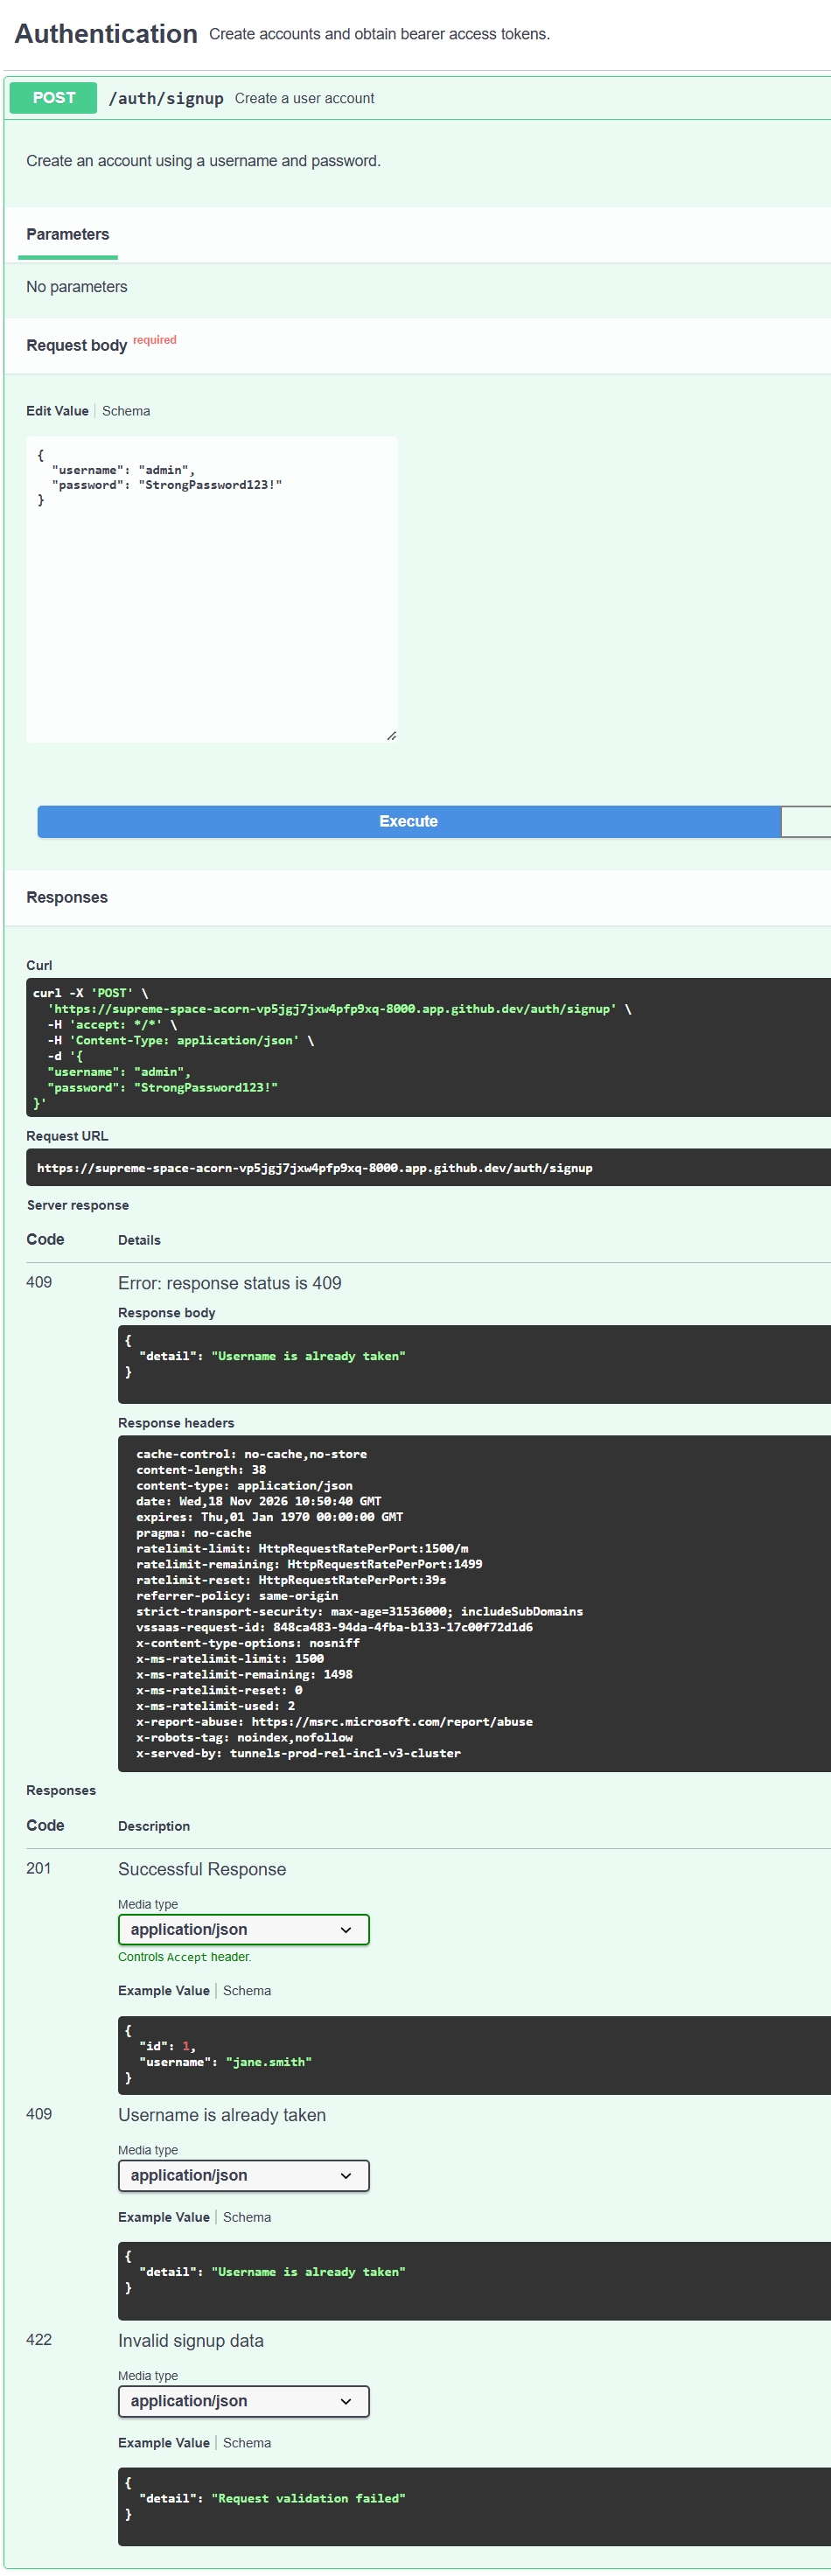 Authentication Create accounts and obtain bearer access tokens.
POST /auth/signup Create a user account
Create an account using a username and password.
Parameters
No parameters
Request body required
Edit Value | Schema
{
  "username": "admin",
  "password": "StrongPassword123!"
}
Execute
Responses
Curl
curl -X 'POST' \
  'https://supreme-space-acorn-vp5jgj7jxw4pfp9xq-8000.app.github.dev/auth/signup' \
  -H 'accept: */*' \
  -H 'Content-Type: application/json' \
  -d '{
  "username": "admin",
  "password": "StrongPassword123!"
}'
Request URL
https://supreme-space-acorn-vp5jgj7jxw4pfp9xq-8000.app.github.dev/auth/signup
Server response
Code Details
409 Error: response status is 409
Response body
{
  "detail": "Username is already taken"
}
Response headers
cache-control: no-cache,no-store
content-length: 38
content-type: application/json
date: Wed,18 Nov 2026 10:50:40 GMT
expires: Thu,01 Jan 1970 00:00:00 GMT
pragma: no-cache
ratelimit-limit: HttpRequestRatePerPort:1500/m
ratelimit-remaining: HttpRequestRatePerPort:1499
ratelimit-reset: HttpRequestRatePerPort:39s
referrer-policy: same-origin
strict-transport-security: max-age=31536000; includeSubDomains
vssaas-request-id: 848ca483-94da-4fba-b133-17c00f72d1d6
x-content-type-options: nosniff
x-ms-ratelimit-limit: 1500
x-ms-ratelimit-remaining: 1498
x-ms-ratelimit-reset: 0
x-ms-ratelimit-used: 2
x-report-abuse: https://msrc.microsoft.com/report/abuse
x-robots-tag: noindex,nofollow
x-served-by: tunnels-prod-rel-inc1-v3-cluster
Responses
Code Description
201 Successful Response
Media type
application/json
Controls Accept header.
Example Value | Schema
{
  "id": 1,
  "username": "jane.smith"
}
409 Username is already taken
Media type
application/json
Example Value | Schema
{
  "detail": "Username is already taken"
}
422 Invalid signup data
Media type
application/json
Example Value | Schema
{
  "detail": "Request validation failed"
}